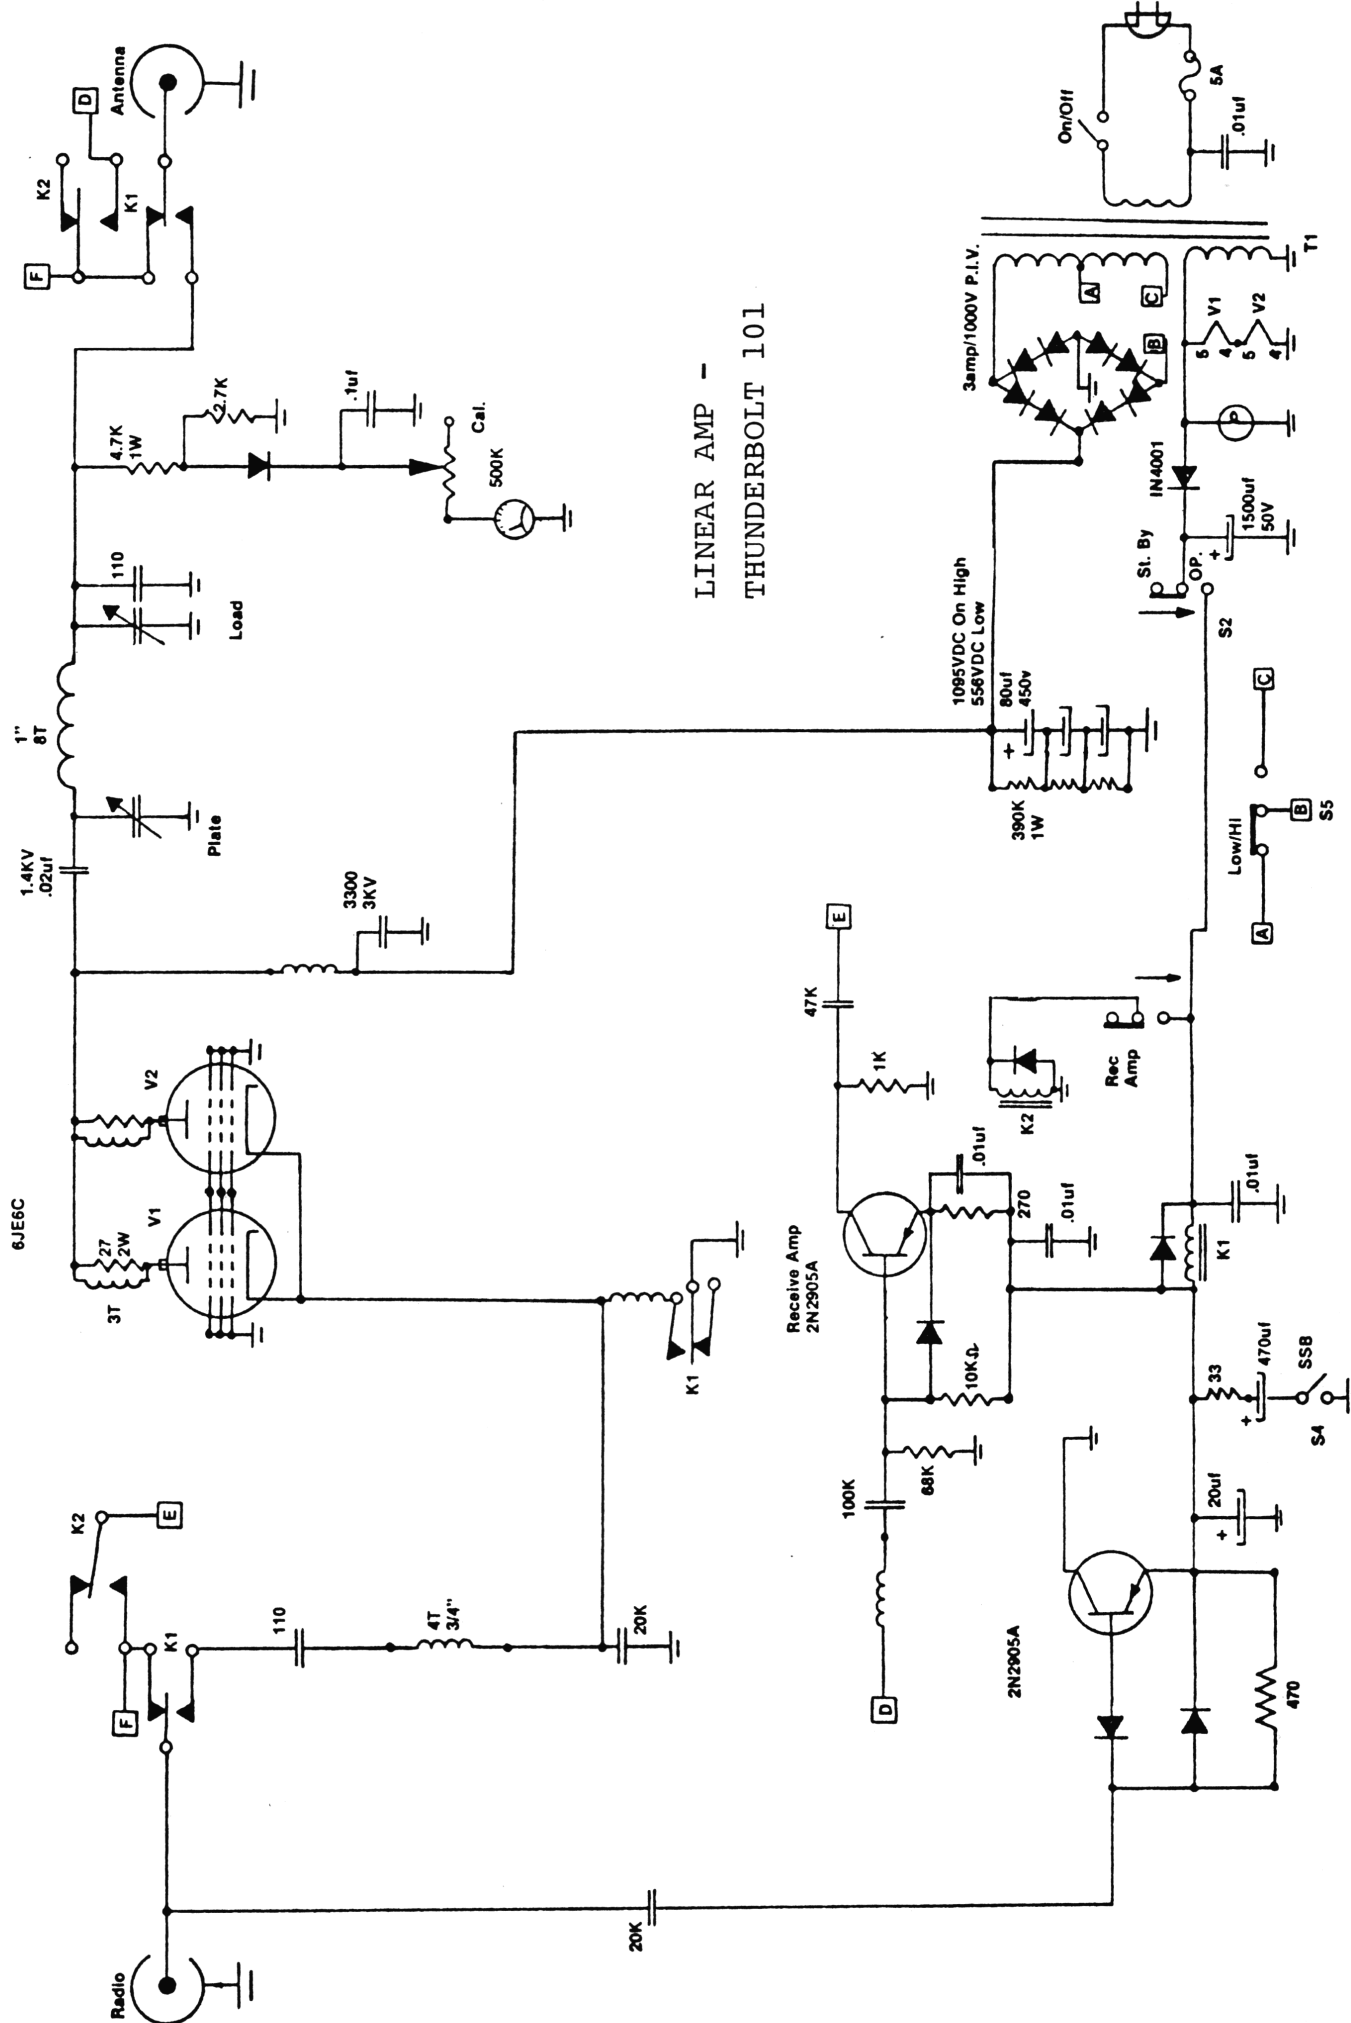 6JE6C
1"
8T
1.4KV
.02uf
F
K2
K2
D
3T
27
2W
V1
V2
Radio
F
K1
E
110
4.7K
1W
K1
Antenna
Plate
Load
2.7K
.1uf
110
4T
3/4"
3300
3KV
500K
Cal.
20K
20K
K1
LINEAR AMP -
THUNDERBOLT 101
Receive Amp
2N2905A
47K
E
100K
1K
D
68K
10KΩ
270
.01uf
.01uf
1095VDC On High
556VDC Low
80uf
450v
390K
1W
3amp/1000V P.I.V.
A
C
B
On/Off
5A
.01uf
2N2905A
K2
Rec
Amp
St. By
OP.
IN4001
1500uf
50V
V1
V2
5
4
5
4
T1
20uf
+
33
+
470uf
SSB
S4
K1
.01uf
S2
+
+
470
Low/HI
A
B
C
S5